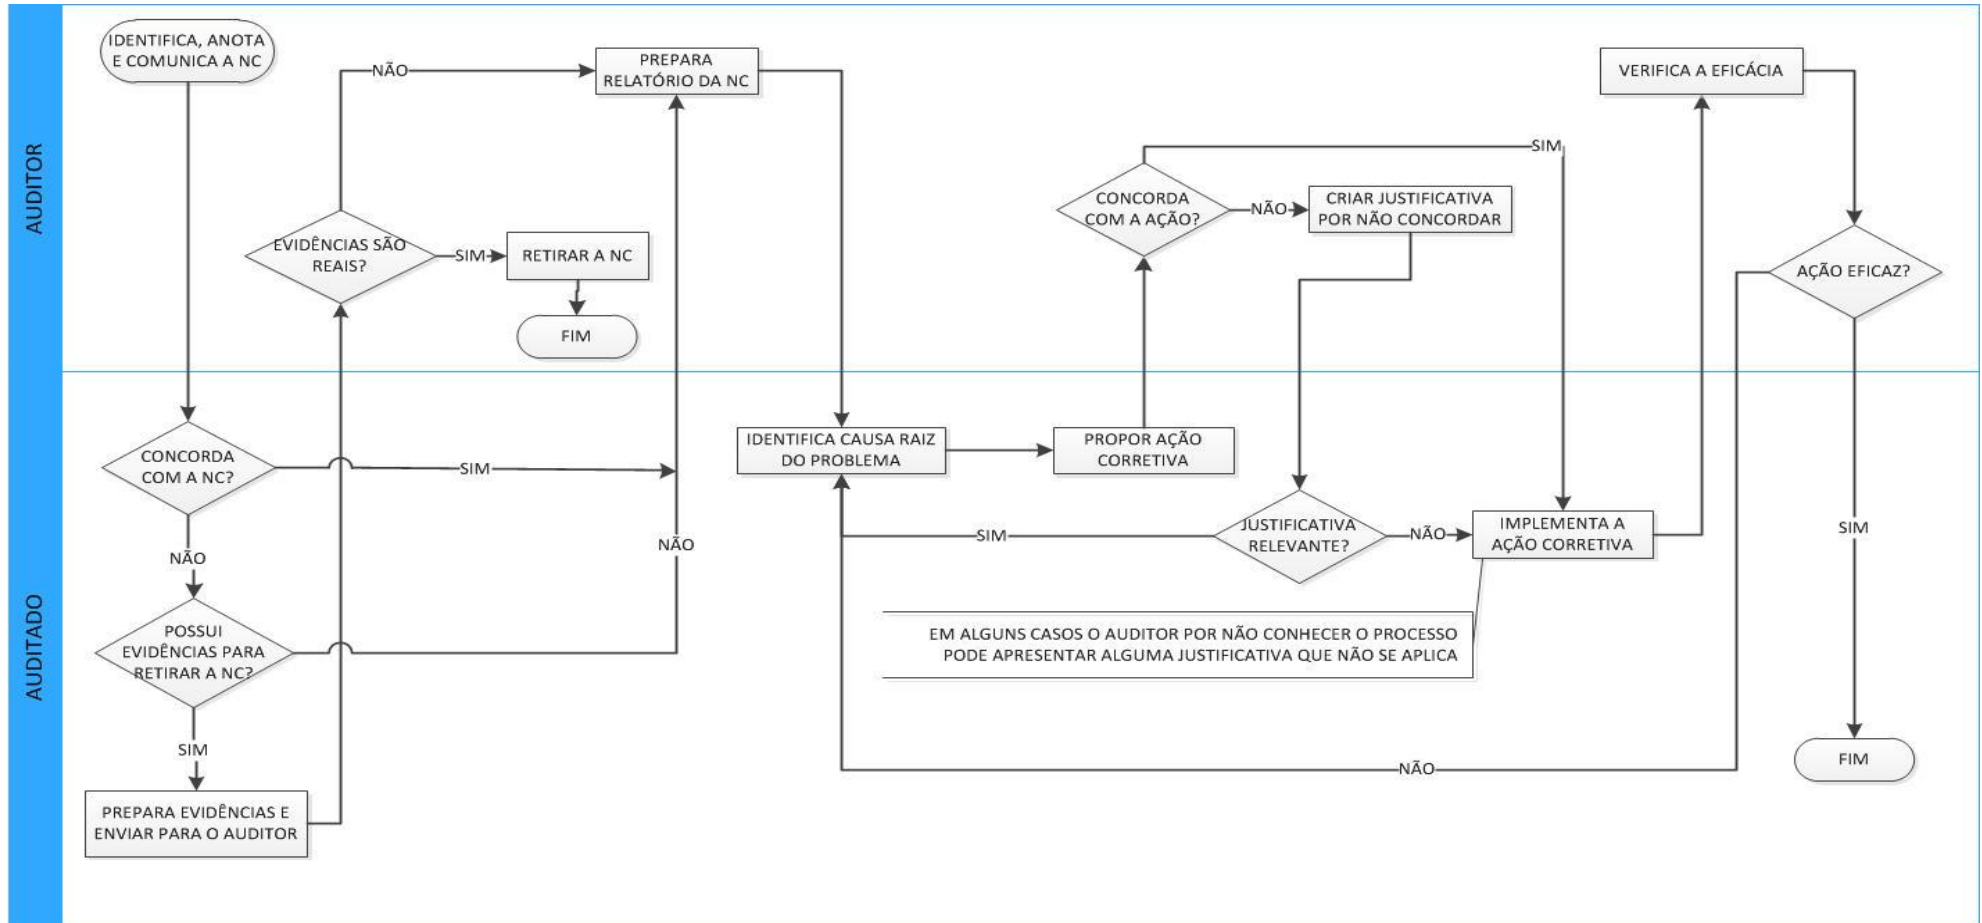 AUDITOR
IDENTIFICA, ANOTA
E COMUNICA A NC
NÃO
PREPARA
RELATÓRIO DA NC
EVIDÊNCIAS SÃO
REAIS?
SIM
RETIRAR A NC
FIM
CONCORDA
COM A AÇÃO?
NÃO
CRIAR JUSTIFICATIVA
POR NÃO CONCORDAR
SIM
VERIFICA A EFICÁCIA
AÇÃO EFICAZ?
AUDITADO
CONCORDA
COM A NC?
SIM
NÃO
POSSUI
EVIDÊNCIAS PARA
RETIRAR A NC?
NÃO
SIM
PREPARA EVIDÊNCIAS E
ENVIAR PARA O AUDITOR
IDENTIFICA CAUSA RAIZ
DO PROBLEMA
PROPOR AÇÃO
CORRETIVA
SIM
JUSTIFICATIVA
RELEVANTE?
NÃO
IMPLEMENTA A
AÇÃO CORRETIVA
EM ALGUNS CASOS O AUDITOR POR NÃO CONHECER O PROCESSO
PODE APRESENTAR ALGUMA JUSTIFICATIVA QUE NÃO SE APLICA
NÃO
SIM
FIM